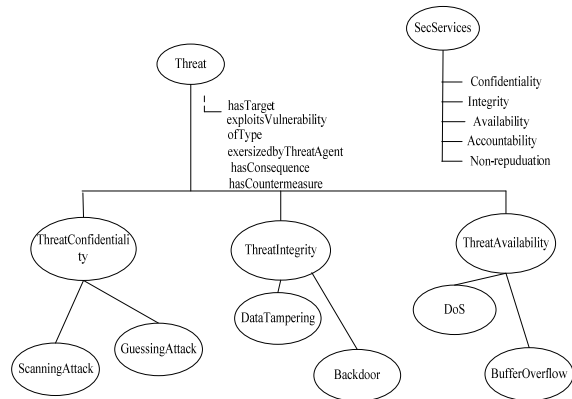 SecServices
Threat
Confidentiality
Integrity
Availability
Accountability
Non-repuduation
hasTarget
exploitsVulnerability
ofType
exersizedbyThreatAgent
hasConsequence
hasCountermeasure
ThreatConfidentiali
ty
ThreatIntegrity
ThreatAvailability
DataTampering
DoS
GuessingAttack
ScanningAttack
Backdoor
BufferOverflow